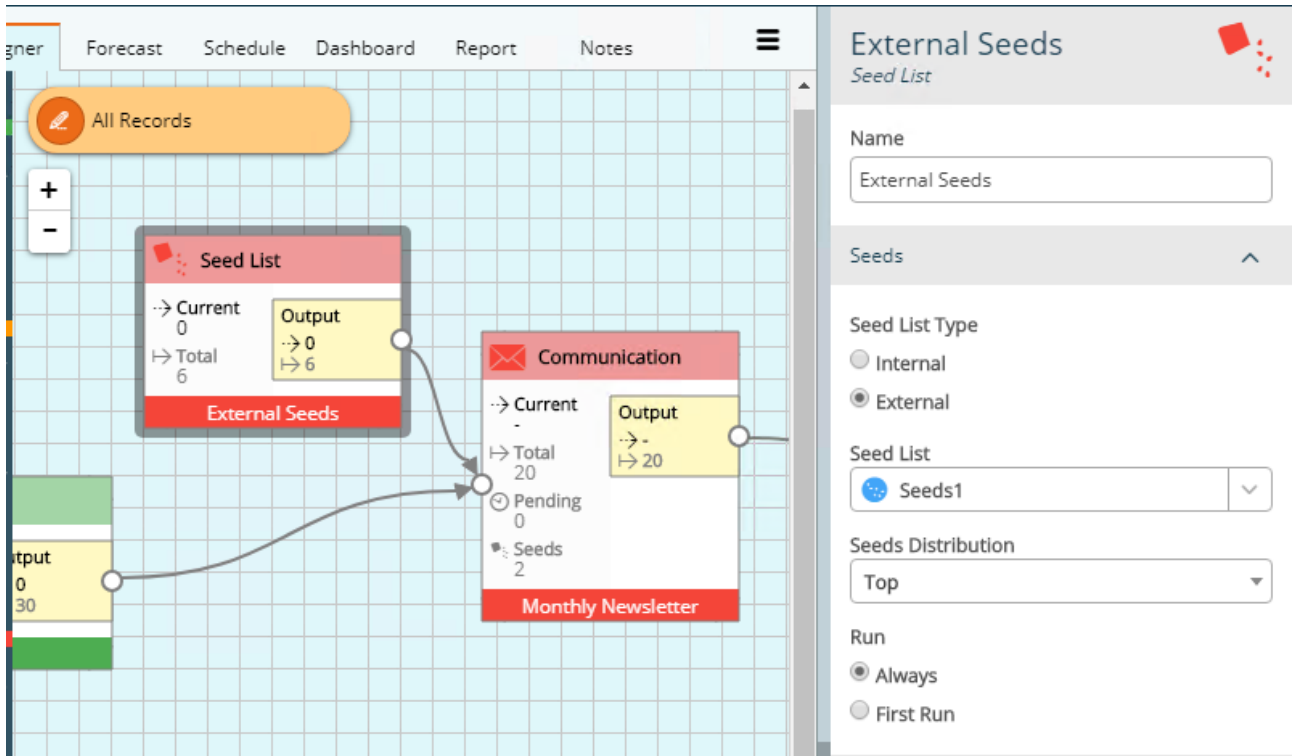 gner
Forecast
Schedule
Dashboard
Report
Notes
All Records
+
-
Seed List
Current
0
Total
6
Output
0
6
External Seeds
Communication
Current
-
Total
20
Pending
0
Seeds
2
Output
-
20
Monthly Newsletter
tput
0
30
External Seeds
Seed List
Name
External Seeds
Seeds
Seed List Type
Internal
External
Seed List
Seeds1
Seeds Distribution
Top
Run
Always
First Run